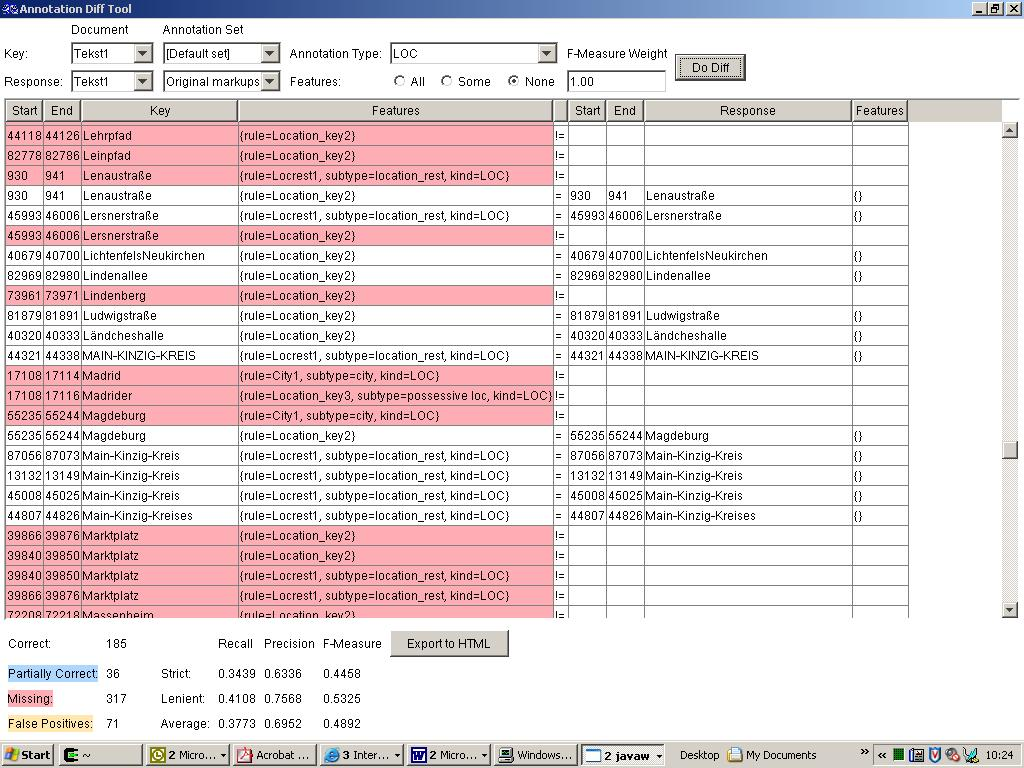 Annotation Diff Tool
Document Annotation Set
Key: Tekst1 [Default set] Annotation Type: LOC F-Measure Weight Do Diff
Response: Tekst1 Original markups Features: All Some None 1.00
Start End Key Features Start End Response Features
44118 44126 Lehrpfad {rule=Location_key2} !=
82778 82786 Leinpfad {rule=Location_key2} !=
930 941 Lenaustraße {rule=Locrest1, subtype=location_rest, kind=LOC} !=
930 941 Lenaustraße {rule=Location_key2} = 930 941 Lenaustraße {}
45993 46006 Lersnerstraße {rule=Locrest1, subtype=location_rest, kind=LOC} = 45993 46006 Lersnerstraße {}
45993 46006 Lersnerstraße {rule=Location_key2} !=
40679 40700 LichtenfelsNeukirchen {rule=Location_key2} = 40679 40700 LichtenfelsNeukirchen {}
82969 82980 Lindenallee {rule=Location_key2} = 82969 82980 Lindenallee {}
73961 73971 Lindenberg {rule=Location_key2} !=
81879 81891 Ludwigstraße {rule=Location_key2} = 81879 81891 Ludwigstraße {}
40320 40333 Ländcheshalle {rule=Location_key2} = 40320 40333 Ländcheshalle {}
44321 44338 MAIN-KINZIG-KREIS {rule=Locrest1, subtype=location_rest, kind=LOC} = 44321 44338 MAIN-KINZIG-KREIS {}
17108 17114 Madrid {rule=City1, subtype=city, kind=LOC} !=
17108 17116 Madrider {rule=Location_key3, subtype=possessive loc, kind=LOC} !=
55235 55244 Magdeburg {rule=City1, subtype=city, kind=LOC} !=
55235 55244 Magdeburg {rule=Location_key2} = 55235 55244 Magdeburg {}
87056 87073 Main-Kinzig-Kreis {rule=Locrest1, subtype=location_rest, kind=LOC} = 87056 87073 Main-Kinzig-Kreis {}
13132 13149 Main-Kinzig-Kreis {rule=Locrest1, subtype=location_rest, kind=LOC} = 13132 13149 Main-Kinzig-Kreis {}
45008 45025 Main-Kinzig-Kreis {rule=Locrest1, subtype=location_rest, kind=LOC} = 45008 45025 Main-Kinzig-Kreis {}
44807 44826 Main-Kinzig-Kreises {rule=Locrest1, subtype=location_rest, kind=LOC} = 44807 44826 Main-Kinzig-Kreises {}
39866 39876 Marktplatz {rule=Location_key2} !=
39840 39850 Marktplatz {rule=Location_key2} !=
39840 39850 Marktplatz {rule=Locrest1, subtype=location_rest, kind=LOC} !=
39866 39876 Marktplatz {rule=Locrest1, subtype=location_rest, kind=LOC} !=
72208 72218 Massenheim {rule=Location_key2} !=
Correct: 185 Recall Precision F-Measure Export to HTML
Partially Correct: 36 Strict: 0.3439 0.6336 0.4458
Missing: 317 Lenient: 0.4108 0.7568 0.5325
False Positives: 71 Average: 0.3773 0.6952 0.4892
Start ~ 2 Micro... Acrobat ... 3 Inter... 2 Micro... Windows... 2 javaw Desktop My Documents » « 10:24